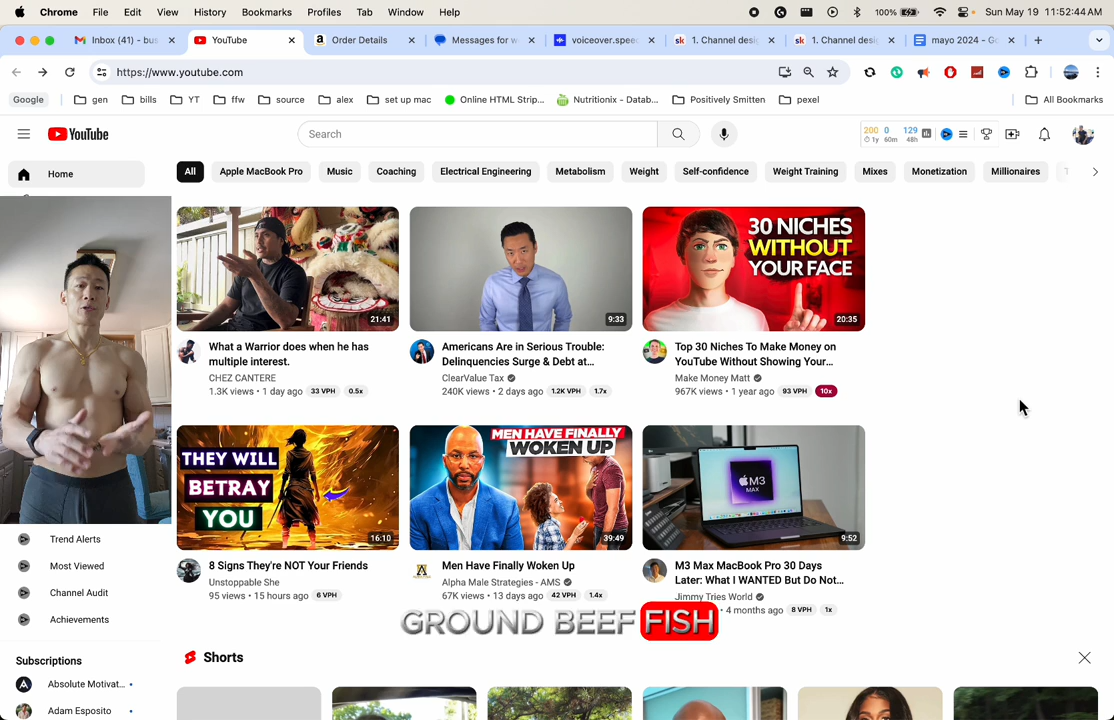 Chrome File Edit View History Bookmarks Profiles Tab Window Help 100% Sun May 19 11:52:44 AM
Inbox (41) - bus YouTube Order Details Messages for w voiceover.spee 1. Channel desig 1. Channel desig mayo 2024 - Go
https://www.youtube.com
Google gen bills YT ffw source alex set up mac Online HTML Strip... Nutritionix - Datab... Positively Smitten pexel All Bookmarks
YouTube Search 200 0 129
1y 60m 48h
Home All Apple MacBook Pro Music Coaching Electrical Engineering Metabolism Weight Self-confidence Weight Training Mixes Monetization Millionaires
30 NICHES
WITHOUT
YOUR FACE
21:41 9:33 20:35
What a Warrior does when he has
multiple interest.
CHEZ CANTERE
1.3K views • 1 day ago 33 VPH 0.5x
Americans Are in Serious Trouble:
Delinquencies Surge & Debt at...
ClearValue Tax
240K views • 2 days ago 1.2K VPH 1.7x
Top 30 Niches To Make Money on
YouTube Without Showing Your...
Make Money Matt
967K views • 1 year ago 93 VPH 10x
THEY WILL
BETRAY
YOU
16:10
MEN HAVE FINALLY
WOKEN UP
39:49
M3
MAX
9:52
8 Signs They're NOT Your Friends
Unstoppable She
95 views • 15 hours ago 6 VPH
Men Have Finally Woken Up
Alpha Male Strategies - AMS
67K views • 13 days ago 42 VPH 1.4x
M3 Max MacBook Pro 30 Days
Later: What I WANTED But Do Not...
Jimmy Tries World
4 months ago 8 VPH 1x
GROUND BEEF FISH
Trend Alerts
Most Viewed
Channel Audit
Achievements
Subscriptions
Absolute Motivat...
Adam Esposito
Shorts